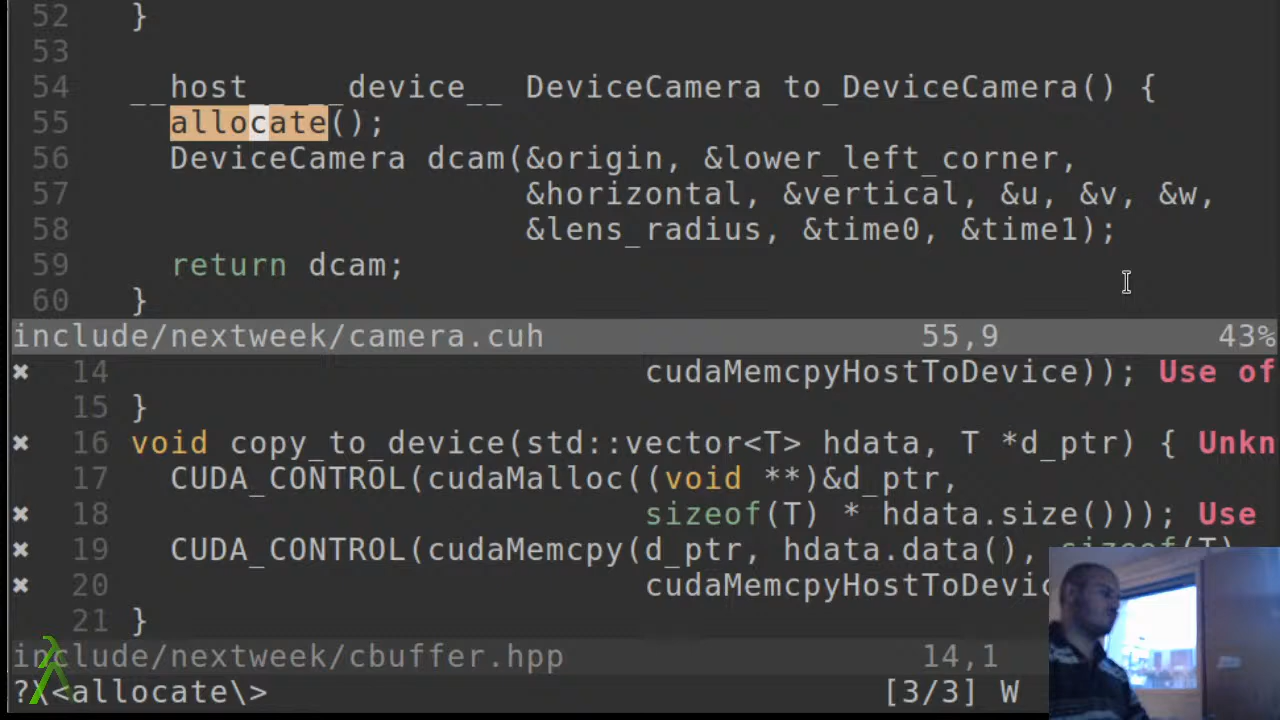 52 }
53
54 __host__ __device__ DeviceCamera to_DeviceCamera() {
55 allocate();
56 DeviceCamera dcam(&origin, &lower_left_corner,
57 &horizontal, &vertical, &u, &v, &w,
58 &lens_radius, &time0, &time1);
59 return dcam;
60 }
include/nextweek/camera.cuh 55,9 43%
✖ 14 cudaMemcpyHostToDevice)); Use of
15 }
✖ 16 void copy_to_device(std::vector<T> hdata, T *d_ptr) { Unkn
17 CUDA_CONTROL(cudaMalloc((void **)&d_ptr,
✖ 18 sizeof(T) * hdata.size())); Use
✖ 19 CUDA_CONTROL(cudaMemcpy(d_ptr, hdata.data(), sizeof(T)
✖ 20 cudaMemcpyHostToDevic
21 }
include/nextweek/cbuffer.hpp 14,1
?\<allocate\> [3/3] W